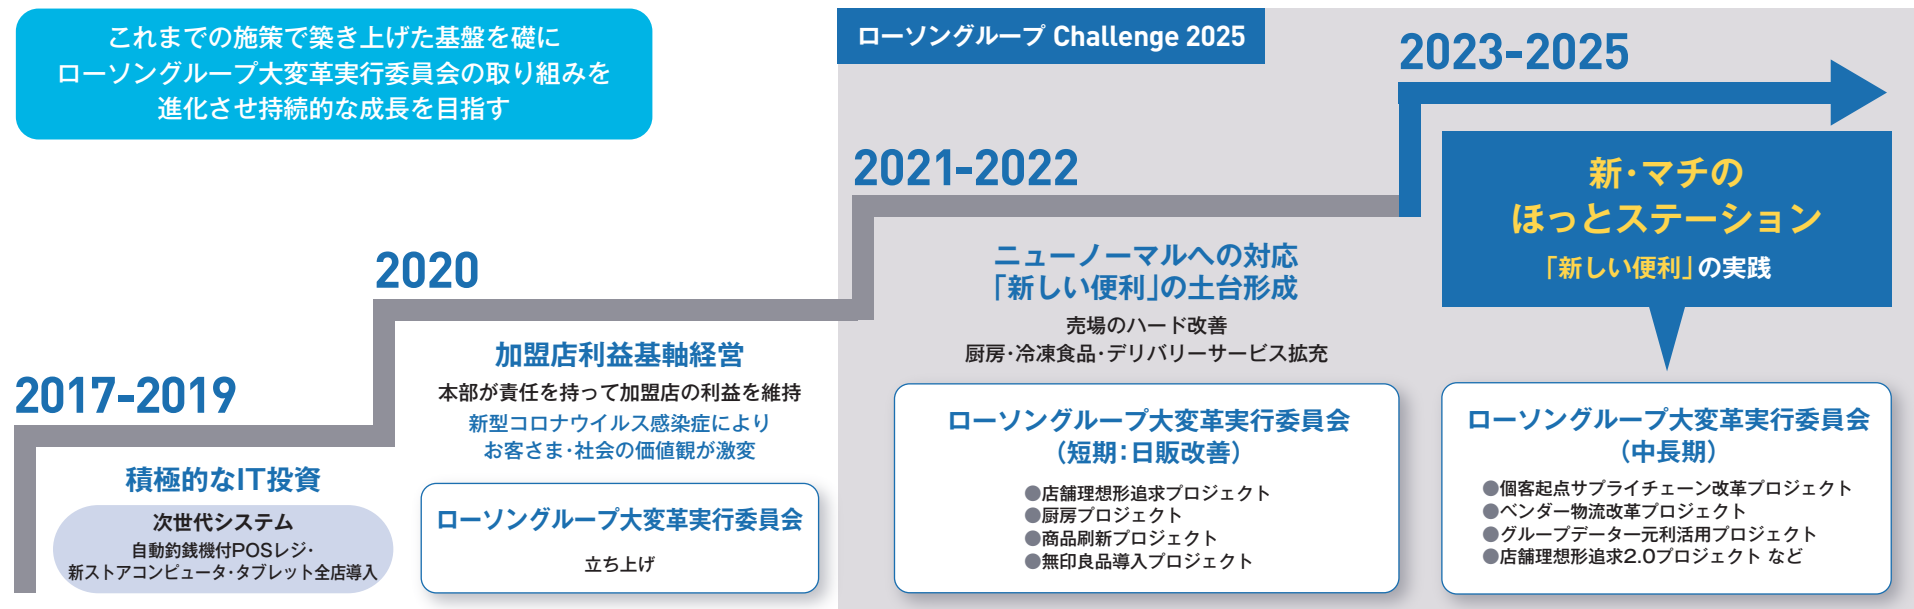 これまでの施策で築き上げた基盤を礎に
ローソングループ大変革実行委員会の取り組みを
進化させ持続的な成長を目指す
2017-2019
積極的なIT投資
次世代システム
自動釣銭機付POSレジ・
新ストアコンピュータ・タブレット全店導入
2020
加盟店利益基軸経営
本部が責任を持って加盟店の利益を維持
新型コロナウイルス感染症により
お客さま・社会の価値観が激変
ローソングループ大変革実行委員会
立ち上げ
ローソングループ Challenge 2025
2021-2022
ニューノーマルへの対応
「新しい便利」の土台形成
売場のハード改善
厨房・冷凍食品・デリバリーサービス拡充
ローソングループ大変革実行委員会
（短期：日販改善）
●店舗理想形追求プロジェクト
●厨房プロジェクト
●商品刷新プロジェクト
●無印良品導入プロジェクト
2023-2025
新・マチの
ほっとステーション
「新しい便利」の実践
ローソングループ大変革実行委員会
（中長期）
●個客起点サプライチェーン改革プロジェクト
●ベンダー物流改革プロジェクト
●グループデータ一元利活用プロジェクト
●店舗理想形追求2.0プロジェクト など